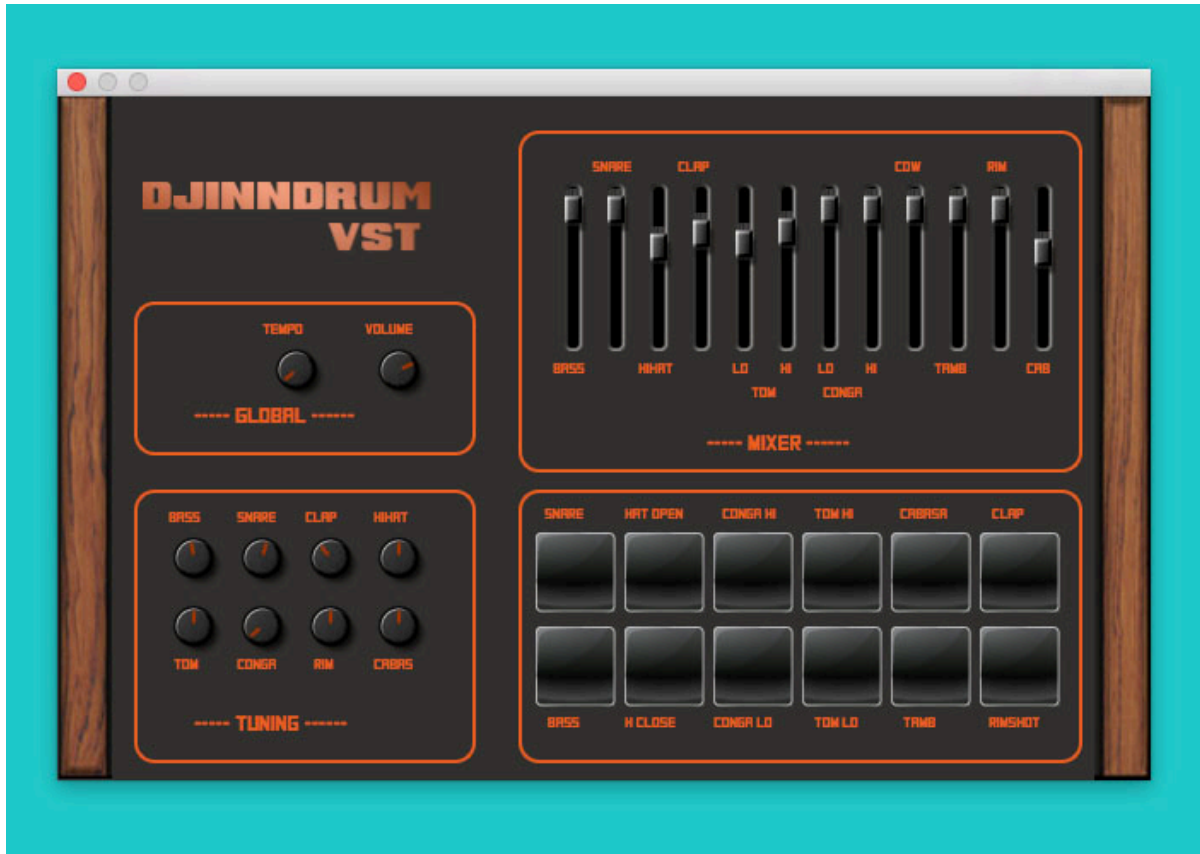 DJINNDRUM
VST
TEMPO VOLUME
----- GLOBAL ------
BASS SNARE CLAP HIHAT
TOM CONGA RIM CABAS
----- TUNING ------
SNARE CLAP COW RIM
BASS HIHAT LO HI LO HI TAMB CAB
TOM CONGA
----- MIXER ------
SNARE HAT OPEN CONGA HI TOM HI CABASA CLAP
BASS H CLOSE CONGA LO TOM LO TAMB RIMSHOT